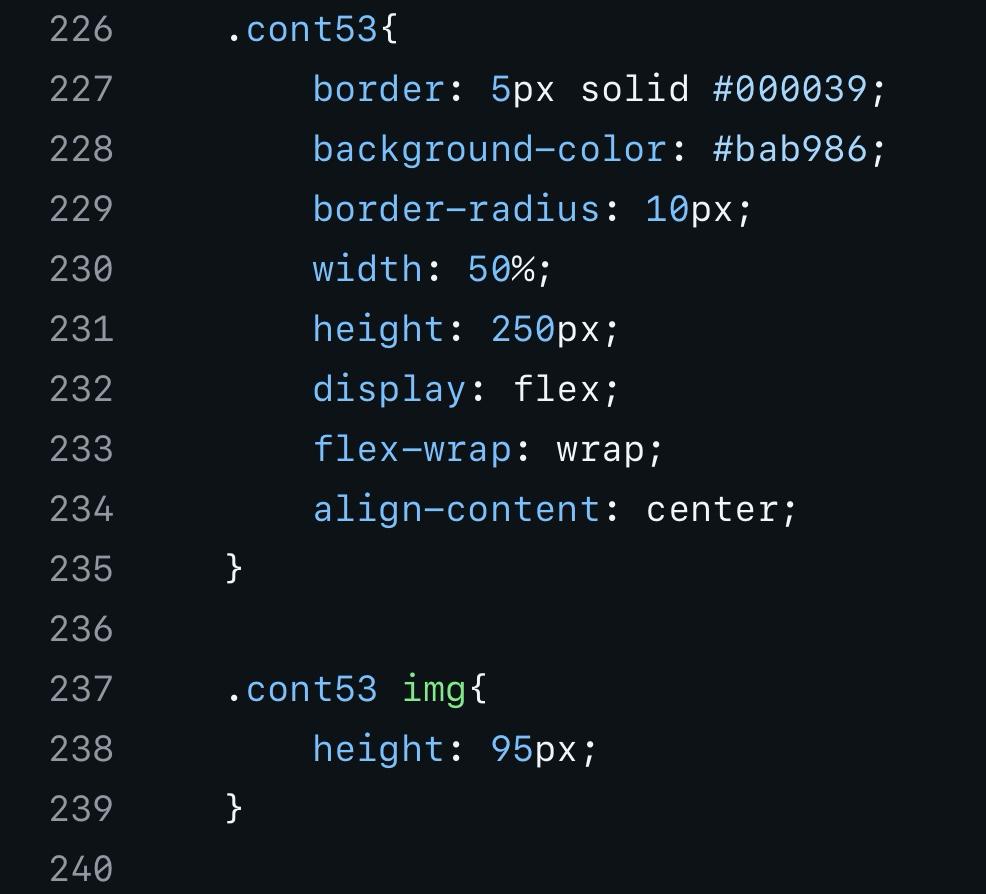 226 .cont53{
227 border: 5px solid #000039;
228 background-color: #bab986;
229 border-radius: 10px;
230 width: 50%;
231 height: 250px;
232 display: flex;
233 flex-wrap: wrap;
234 align-content: center;
235 }
236
237 .cont53 img{
238 height: 95px;
239 }
240